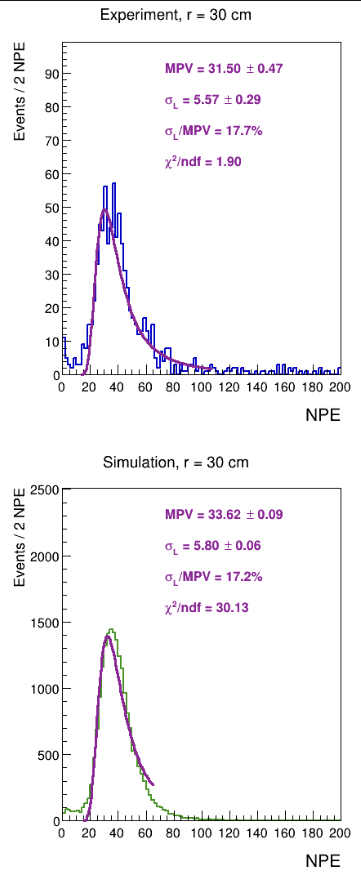 Experiment, r = 30 cm
Events / 2 NPE
90
80
70
60
50
40
30
20
10
0
MPV = 31.50 ± 0.47
σL = 5.57 ± 0.29
σL/MPV = 17.7%
χ²/ndf = 1.90
0 20 40 60 80 100 120 140 160 180 200
NPE
Simulation, r = 30 cm
Events / 2 NPE
2500
2000
1500
1000
500
0
MPV = 33.62 ± 0.09
σL = 5.80 ± 0.06
σL/MPV = 17.2%
χ²/ndf = 30.13
0 20 40 60 80 100 120 140 160 180 200
NPE